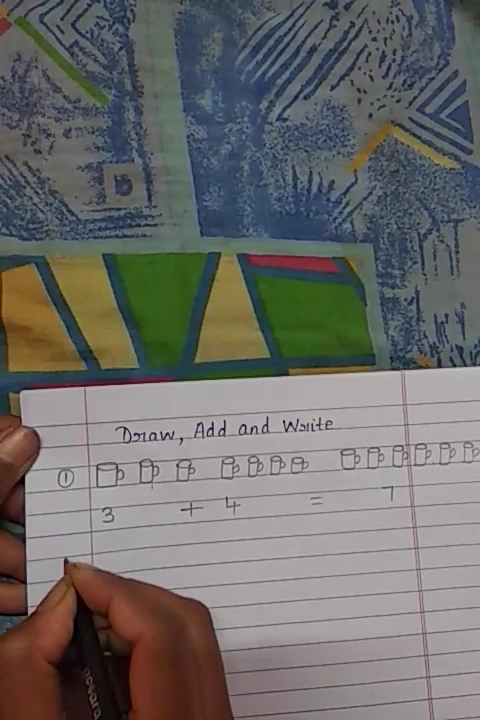 Draw, Add and Write
①
3 + 4 = 7
D